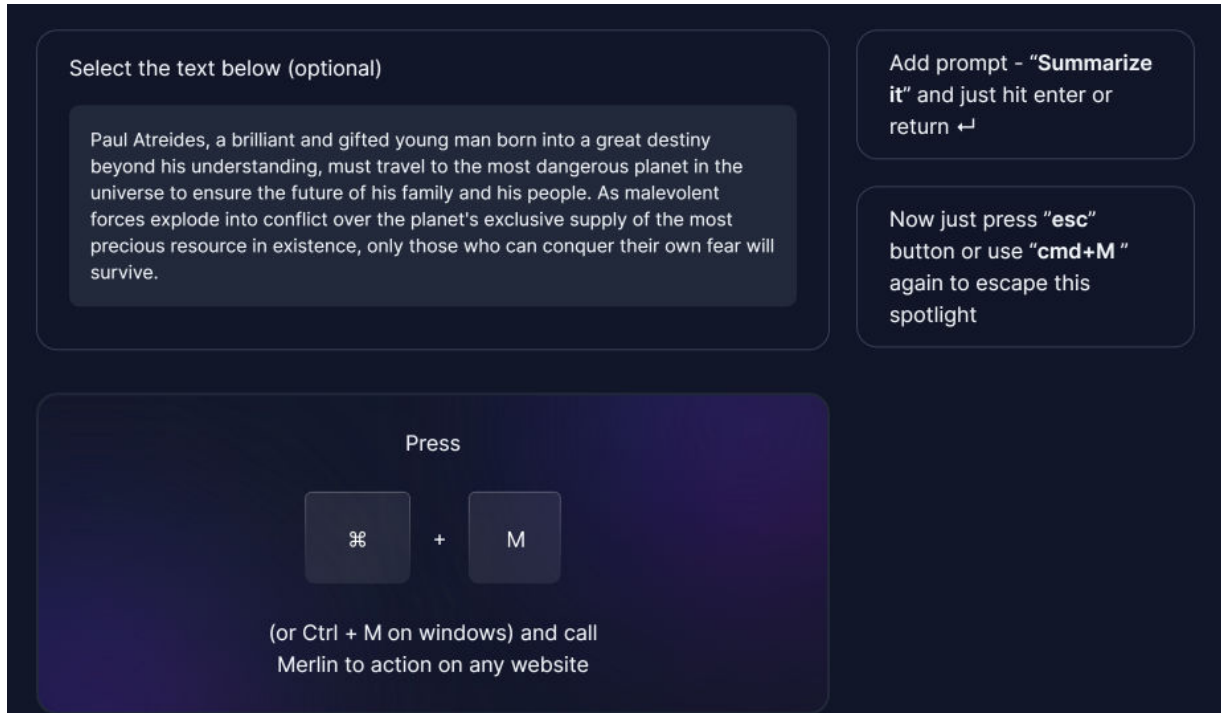 Select the text below (optional)
Paul Atreides, a brilliant and gifted young man born into a great destiny
beyond his understanding, must travel to the most dangerous planet in the
universe to ensure the future of his family and his people. As malevolent
forces explode into conflict over the planet's exclusive supply of the most
precious resource in existence, only those who can conquer their own fear will
survive.
Add prompt - “Summarize
it” and just hit enter or
return ↵
Now just press ”esc”
button or use “cmd+M ”
again to escape this
spotlight
Press
⌘ + M
(or Ctrl + M on windows) and call
Merlin to action on any website